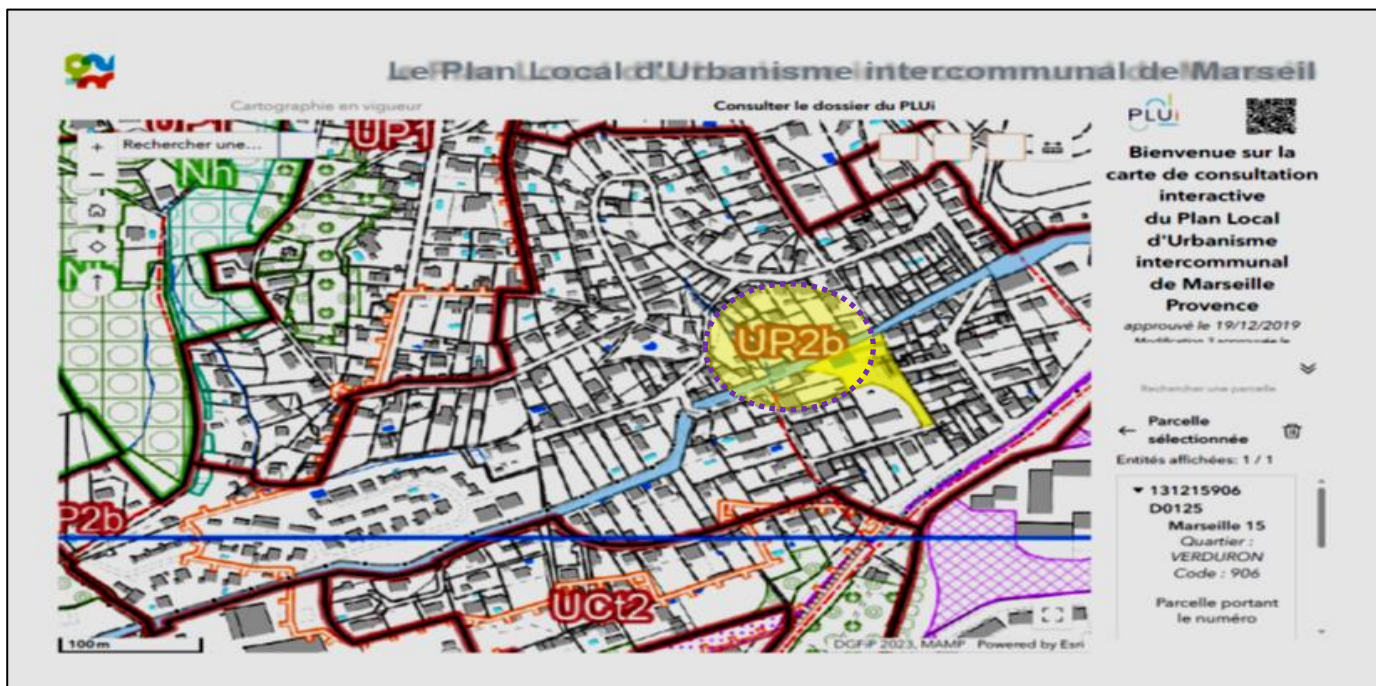 Le Plan Local d'Urbanisme intercommunal de Marseil
Cartographie en vigueur
Consulter le dossier du PLUi
PLUi
Bienvenue sur la
carte de consultation
interactive
du Plan Local
d'Urbanisme
intercommunal
de Marseille
Provence
approuvé le 19/12/2019
Rechercher une parcelle
Parcelle
sélectionnée
Entités affichées: 1 / 1
131215906
D0125
Marseille 15
Quartier :
VERDURON
Code : 906
Parcelle portant
le numéro
UP1
UP1
Rechercher une...
Nh
UP2b
P2b
UCt2
100m
DGFiP 2023, MAMP
Powered by Esri